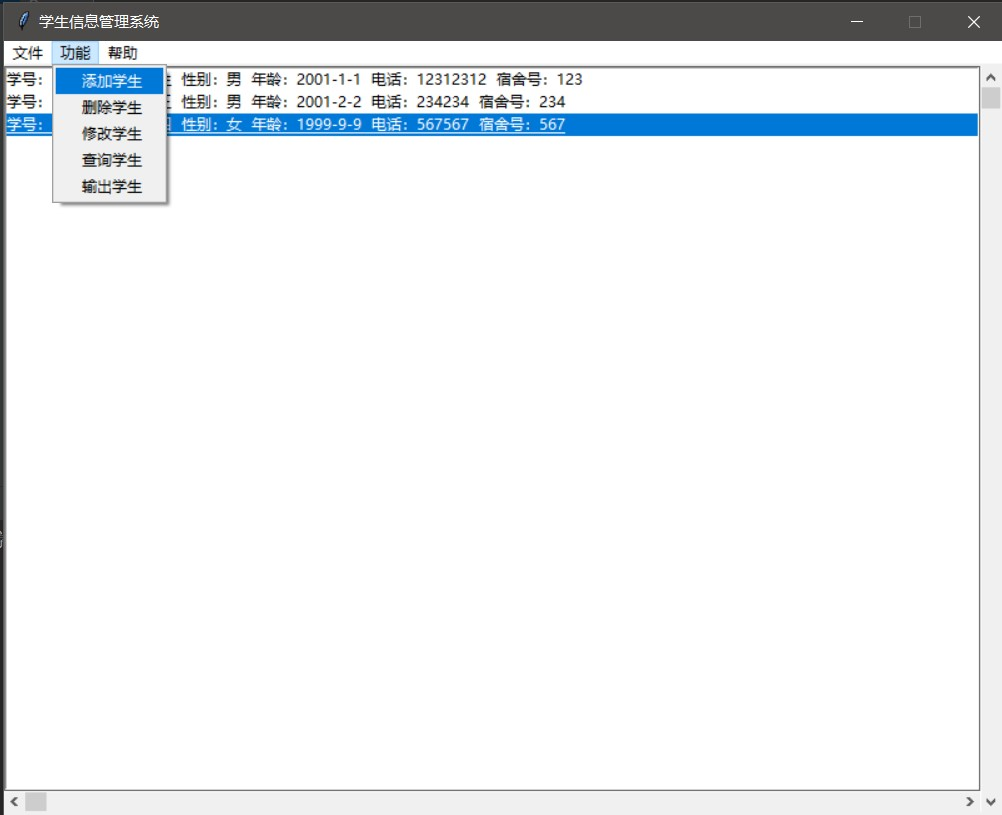 学生信息管理系统
文件 功能 帮助
学号： 性别：男 年龄：2001-1-1 电话：12312312 宿舍号：123
学号： 性别：男 年龄：2001-2-2 电话：234234 宿舍号：234
学号： 性别：女 年龄：1999-9-9 电话：567567 宿舍号：567
添加学生
删除学生
修改学生
查询学生
输出学生